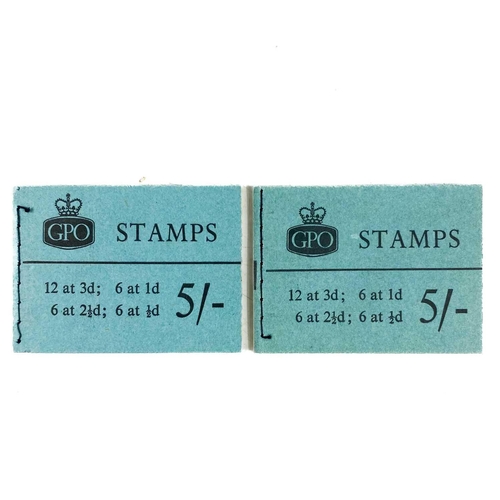 GPO STAMPS
12 at 3d; 6 at 1d
6 at 2½d; 6 at ½d
5/-
GPO STAMPS
12 at 3d; 6 at 1d
6 at 2½d; 6 at ½d
5/-